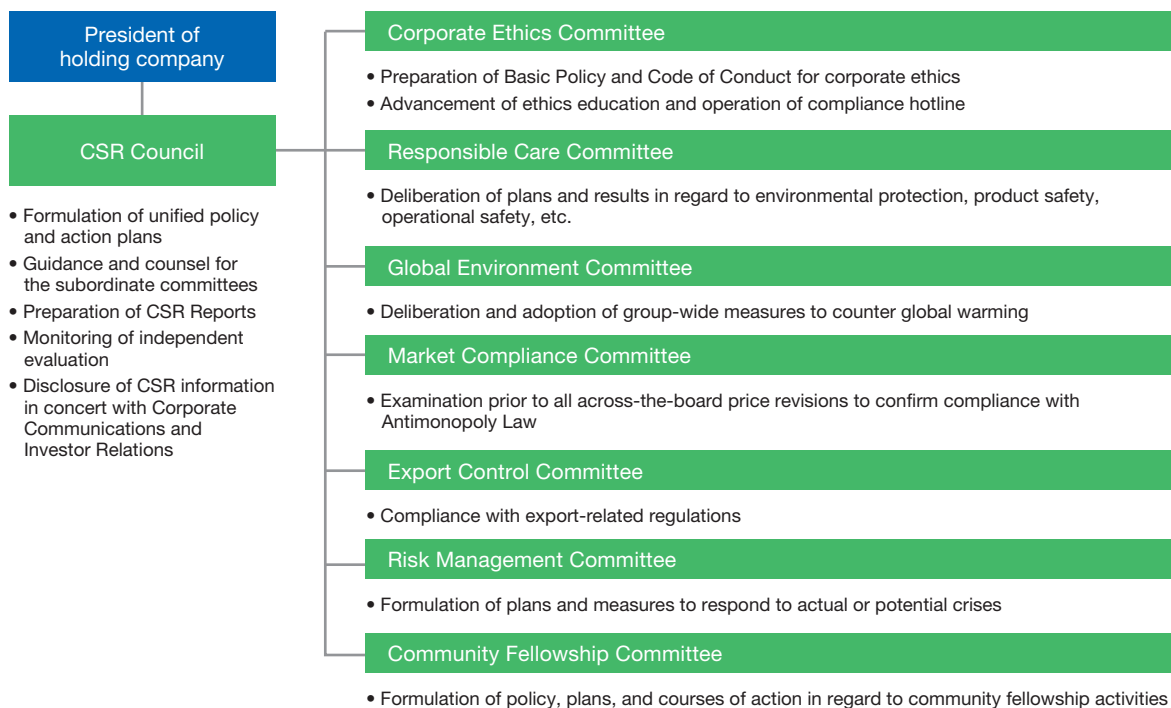 President of
holding company
CSR Council
• Formulation of unified policy
and action plans
• Guidance and counsel for
the subordinate committees
• Preparation of CSR Reports
• Monitoring of independent
evaluation
• Disclosure of CSR information
in concert with Corporate
Communications and
Investor Relations
Corporate Ethics Committee
• Preparation of Basic Policy and Code of Conduct for corporate ethics
• Advancement of ethics education and operation of compliance hotline
Responsible Care Committee
• Deliberation of plans and results in regard to environmental protection, product safety,
operational safety, etc.
Global Environment Committee
• Deliberation and adoption of group-wide measures to counter global warming
Market Compliance Committee
• Examination prior to all across-the-board price revisions to confirm compliance with
Antimonopoly Law
Export Control Committee
• Compliance with export-related regulations
Risk Management Committee
• Formulation of plans and measures to respond to actual or potential crises
Community Fellowship Committee
• Formulation of policy, plans, and courses of action in regard to community fellowship activities